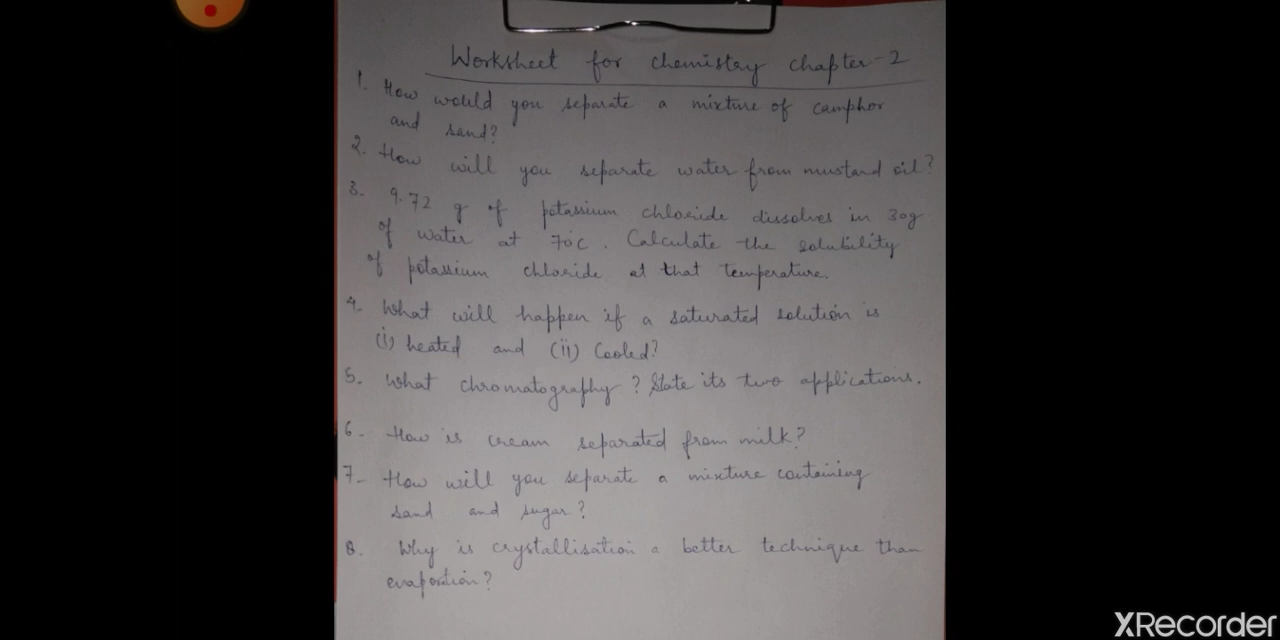 Worksheet for chemistry chapter-2
1. How would you separate a mixture of camphor
and sand?
2. How will you separate water from mustard oil?
3. 9.72 g of potassium chloride dissolves in 30g
of water at 70°C. Calculate the solubility
of potassium chloride at that temperature.
4. What will happen if a saturated solution is
(i) heated and (ii) Cooled?
5. What chromatography? State its two applications.
6- How is cream separated from milk?
7- How will you separate a mixture containing
sand and sugar?
8. Why is crystallisation a better technique than
evaportion?
XRecorder